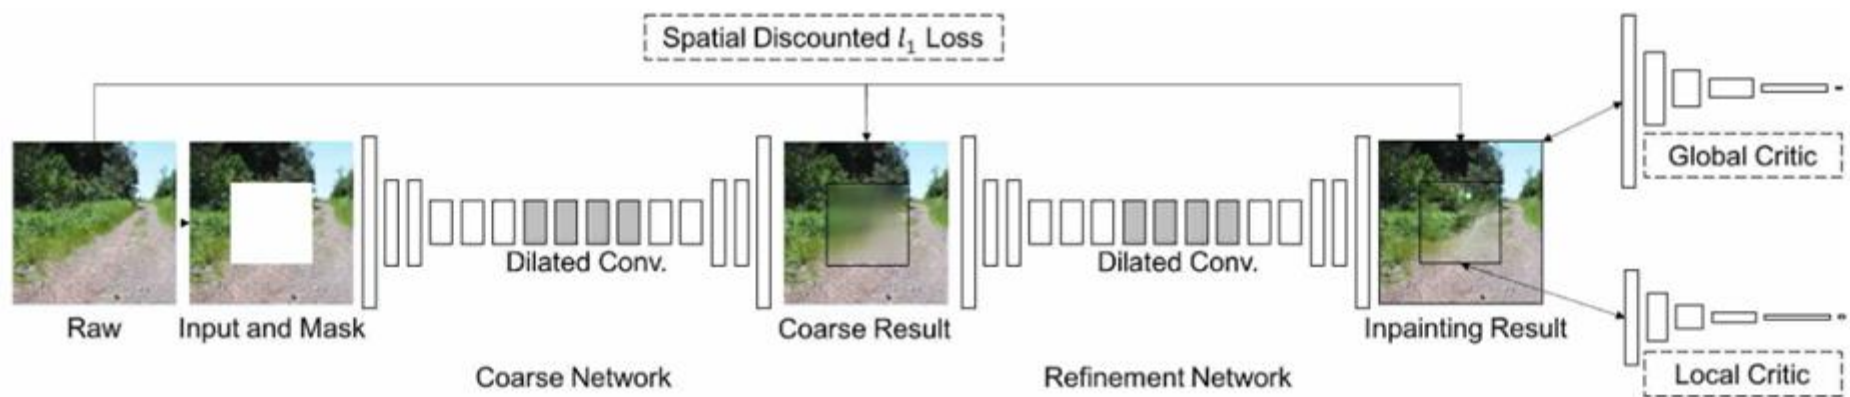 Spatial Discounted l₁ Loss
Global Critic
Dilated Conv.
Dilated Conv.
Raw
Input and Mask
Coarse Result
Inpainting Result
Coarse Network
Refinement Network
Local Critic